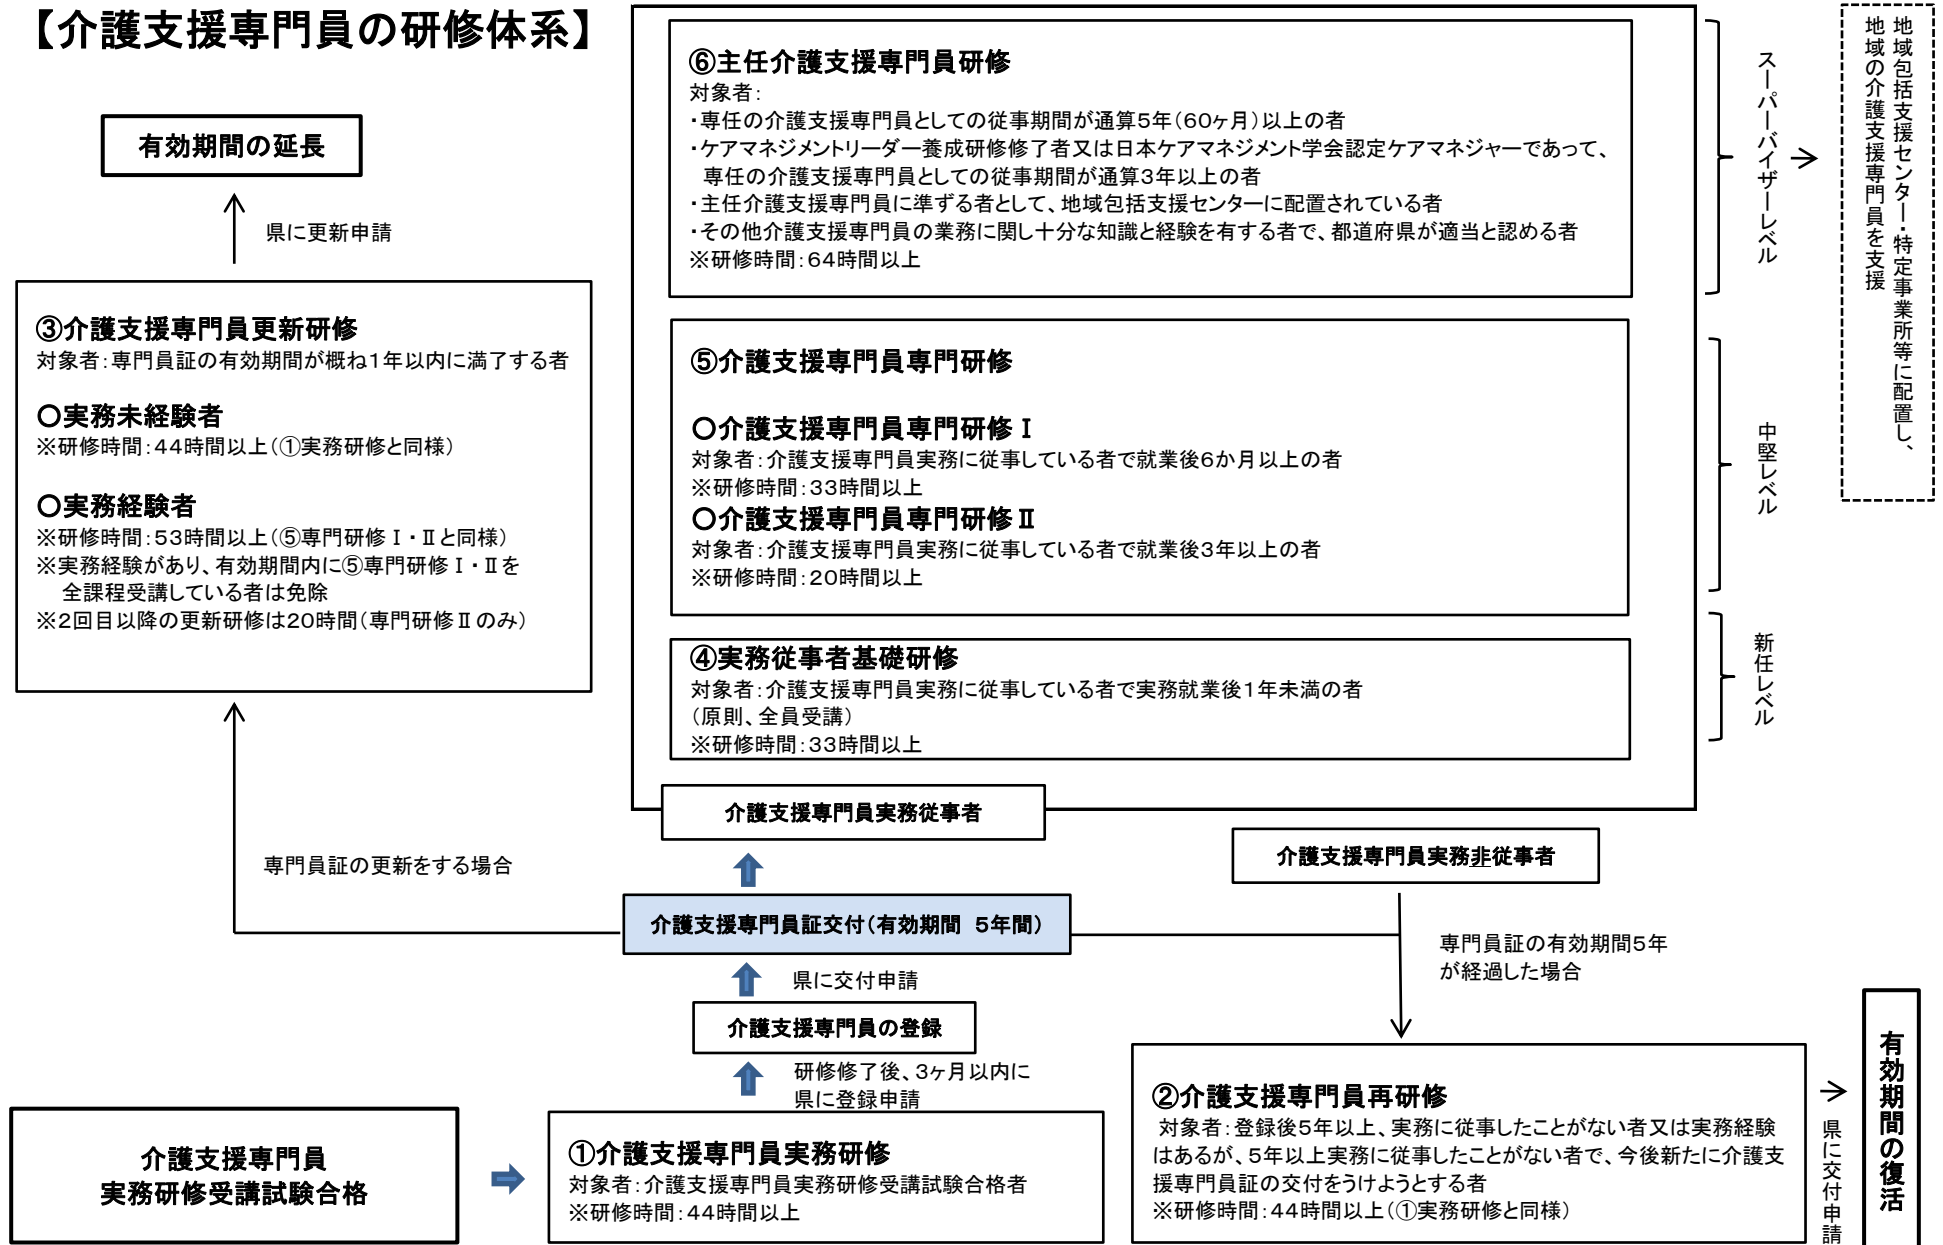 【介護支援専門員の研修体系】
有効期間の延長
県に更新申請
③介護支援専門員更新研修
対象者:専門員証の有効期間が概ね1年以内に満了する者
○実務未経験者
※研修時間:44時間以上(①実務研修と同様)
○実務経験者
※研修時間:53時間以上(⑤専門研修Ⅰ・Ⅱと同様)
※実務経験があり、有効期間内に⑤専門研修Ⅰ・Ⅱを
全課程受講している者は免除
※2回目以降の更新研修は20時間(専門研修Ⅱのみ)
⑥主任介護支援専門員研修
対象者:
・専任の介護支援専門員としての従事期間が通算5年(60ヶ月)以上の者
・ケアマネジメントリーダー養成研修修了者又は日本ケアマネジメント学会認定ケアマネジャーであって、
専任の介護支援専門員としての従事期間が通算3年以上の者
・主任介護支援専門員に準ずる者として、地域包括支援センターに配置されている者
・その他介護支援専門員の業務に関し十分な知識と経験を有する者で、都道府県が適当と認める者
※研修時間:64時間以上
⑤介護支援専門員専門研修
○介護支援専門員専門研修Ⅰ
対象者:介護支援専門員実務に従事している者で就業後6か月以上の者
※研修時間:33時間以上
○介護支援専門員専門研修Ⅱ
対象者:介護支援専門員実務に従事している者で就業後3年以上の者
※研修時間:20時間以上
④実務従事者基礎研修
対象者:介護支援専門員実務に従事している者で実務就業後1年未満の者
(原則、全員受講)
※研修時間:33時間以上
スーパーバイザーレベル
中堅レベル
新任レベル
地域包括支援センター・特定事業所等に配置し、
地域の介護支援専門員を支援
介護支援専門員実務従事者
介護支援専門員実務非従事者
専門員証の更新をする場合
介護支援専門員証交付(有効期間 5年間)
専門員証の有効期間5年
が経過した場合
県に交付申請
介護支援専門員の登録
研修修了後、3ヶ月以内に
県に登録申請
介護支援専門員
実務研修受講試験合格
①介護支援専門員実務研修
対象者:介護支援専門員実務研修受講試験合格者
※研修時間:44時間以上
②介護支援専門員再研修
対象者:登録後5年以上、実務に従事したことがない者又は実務経験
はあるが、5年以上実務に従事したことがない者で、今後新たに介護支
援専門員証の交付をうけようとする者
※研修時間:44時間以上(①実務研修と同様)
県に交付申請
有効期間の復活